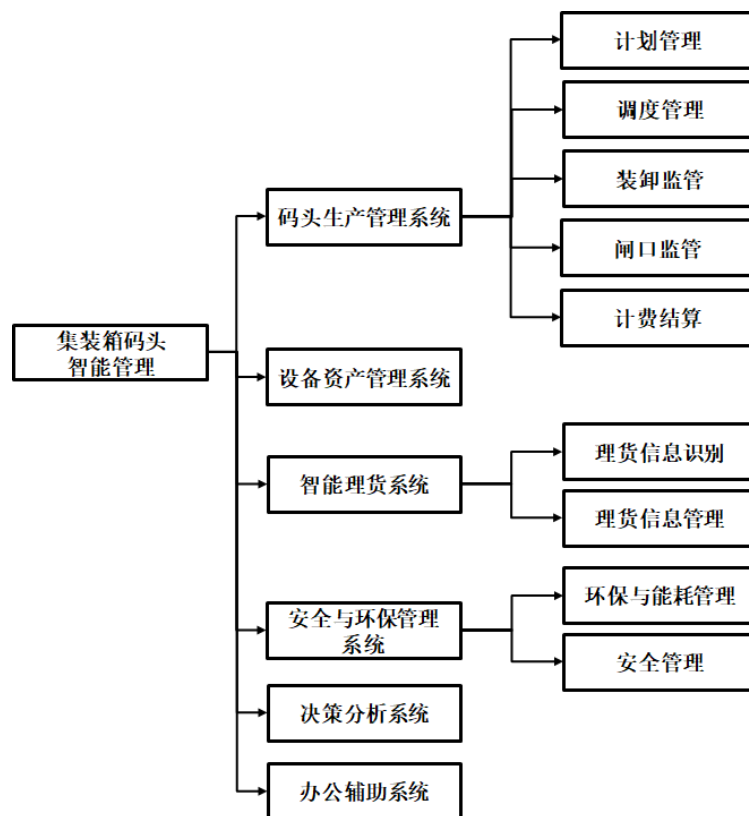 集装箱码头
智能管理
码头生产管理系统
计划管理
调度管理
装卸监管
闸口监管
计费结算
设备资产管理系统
智能理货系统
理货信息识别
理货信息管理
安全与环保管理
系统
环保与能耗管理
安全管理
决策分析系统
办公辅助系统